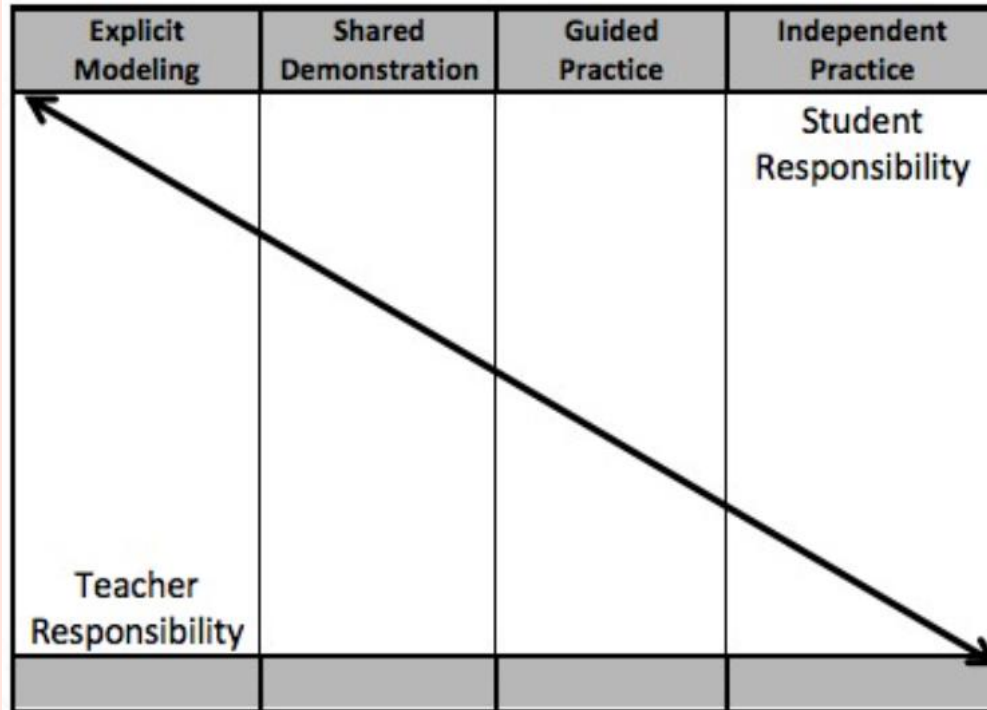 Explicit
Modeling
Shared
Demonstration
Guided
Practice
Independent
Practice
Student
Responsibility
Teacher
Responsibility